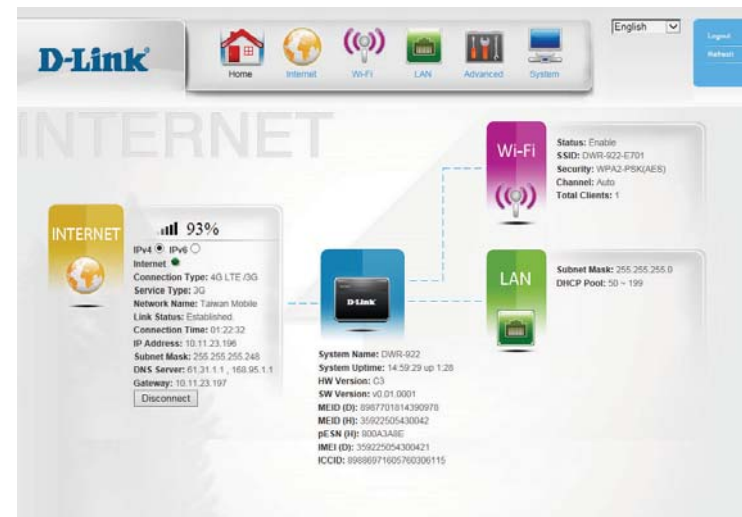 English
Logout
Refresh
D-Link
Home
Internet
Wi-Fi
LAN
Advanced
System
INTERNET
INTERNET
93%
IPv4 IPv6
Internet
Connection Type: 4G LTE /3G
Service Type: 3G
Network Name: Taiwan Mobile
Link Status: Established
Connection Time: 01:22:32
IP Address: 10.11.23.196
Subnet Mask: 255.255.255.248
DNS Server: 61.31.1.1 , 168.95.1.1
Gateway: 10.11.23.197
Disconnect
D-Link
System Name: DWR-922
System Uptime: 14:59:29 up 1:28
HW Version: C3
SW Version: v0.01.0001
MEID (D): 8987701814390978
MEID (H): 35922505430042
pESN (H): 800A3A8E
IMEI (D): 359225054300421
ICCID: 89886971605760306115
Wi-Fi
Status: Enable
SSID: DWR-922-E701
Security: WPA2-PSK(AES)
Channel: Auto
Total Clients: 1
LAN
Subnet Mask: 255.255.255.0
DHCP Pool: 50 ~ 199